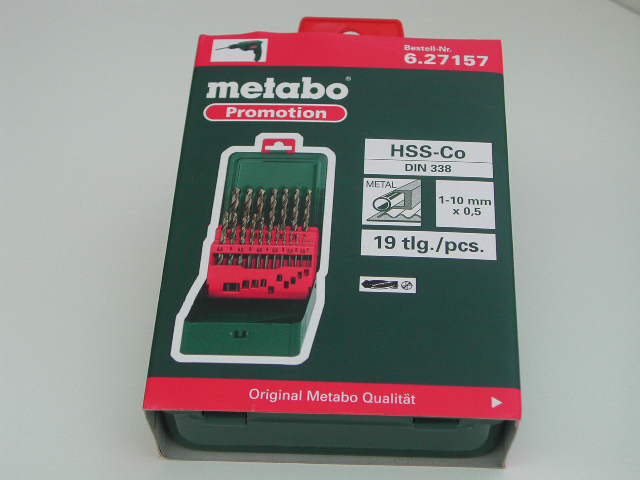 Bestell-Nr.
6.27157
metabo®
Promotion
HSS-Co
DIN 338
METAL
1-10 mm
x 0,5
19 tlg./pcs.
Original Metabo Qualität